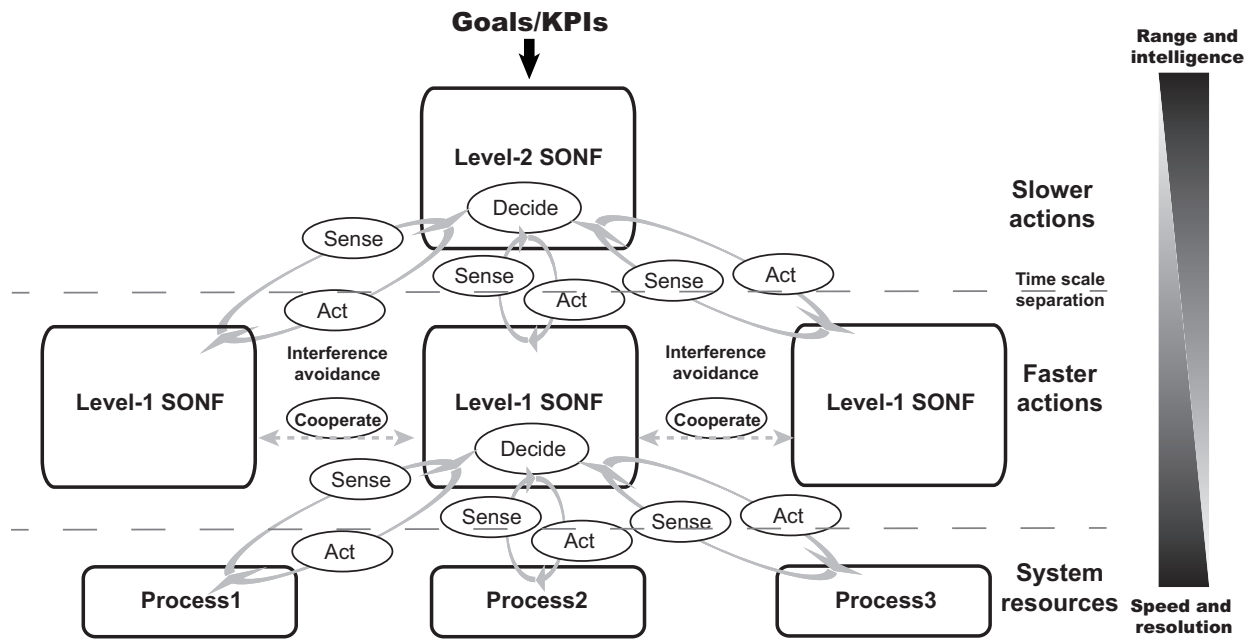 Goals/KPIs
Range and
intelligence
Level-2 SONF
Decide
Slower
actions
Sense
Sense
Act
Sense
Act
Act
Time scale
separation
Interference
avoidance
Interference
avoidance
Level-1 SONF
Cooperate
Level-1 SONF
Cooperate
Level-1 SONF
Faster
actions
Decide
Sense
Sense
Act
Sense
Act
Act
Process1
Process2
Process3
System
resources
Speed and
resolution